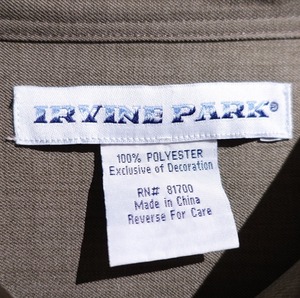 IRVINE PARK®
100% POLYESTER
Exclusive of Decoration
RN# 81700
Made in China
Reverse For Care